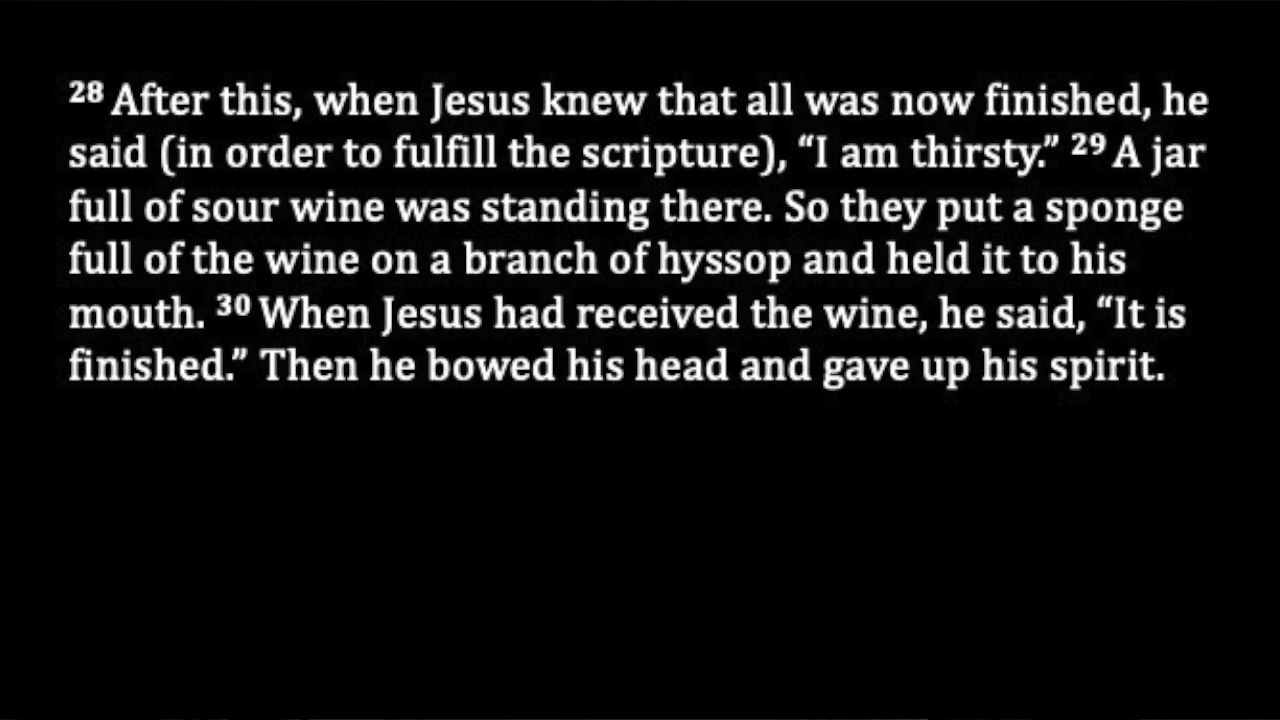 28 After this, when Jesus knew that all was now finished, he
said (in order to fulfill the scripture), “I am thirsty.” 29 A jar
full of sour wine was standing there. So they put a sponge
full of the wine on a branch of hyssop and held it to his
mouth. 30 When Jesus had received the wine, he said, “It is
finished.” Then he bowed his head and gave up his spirit.